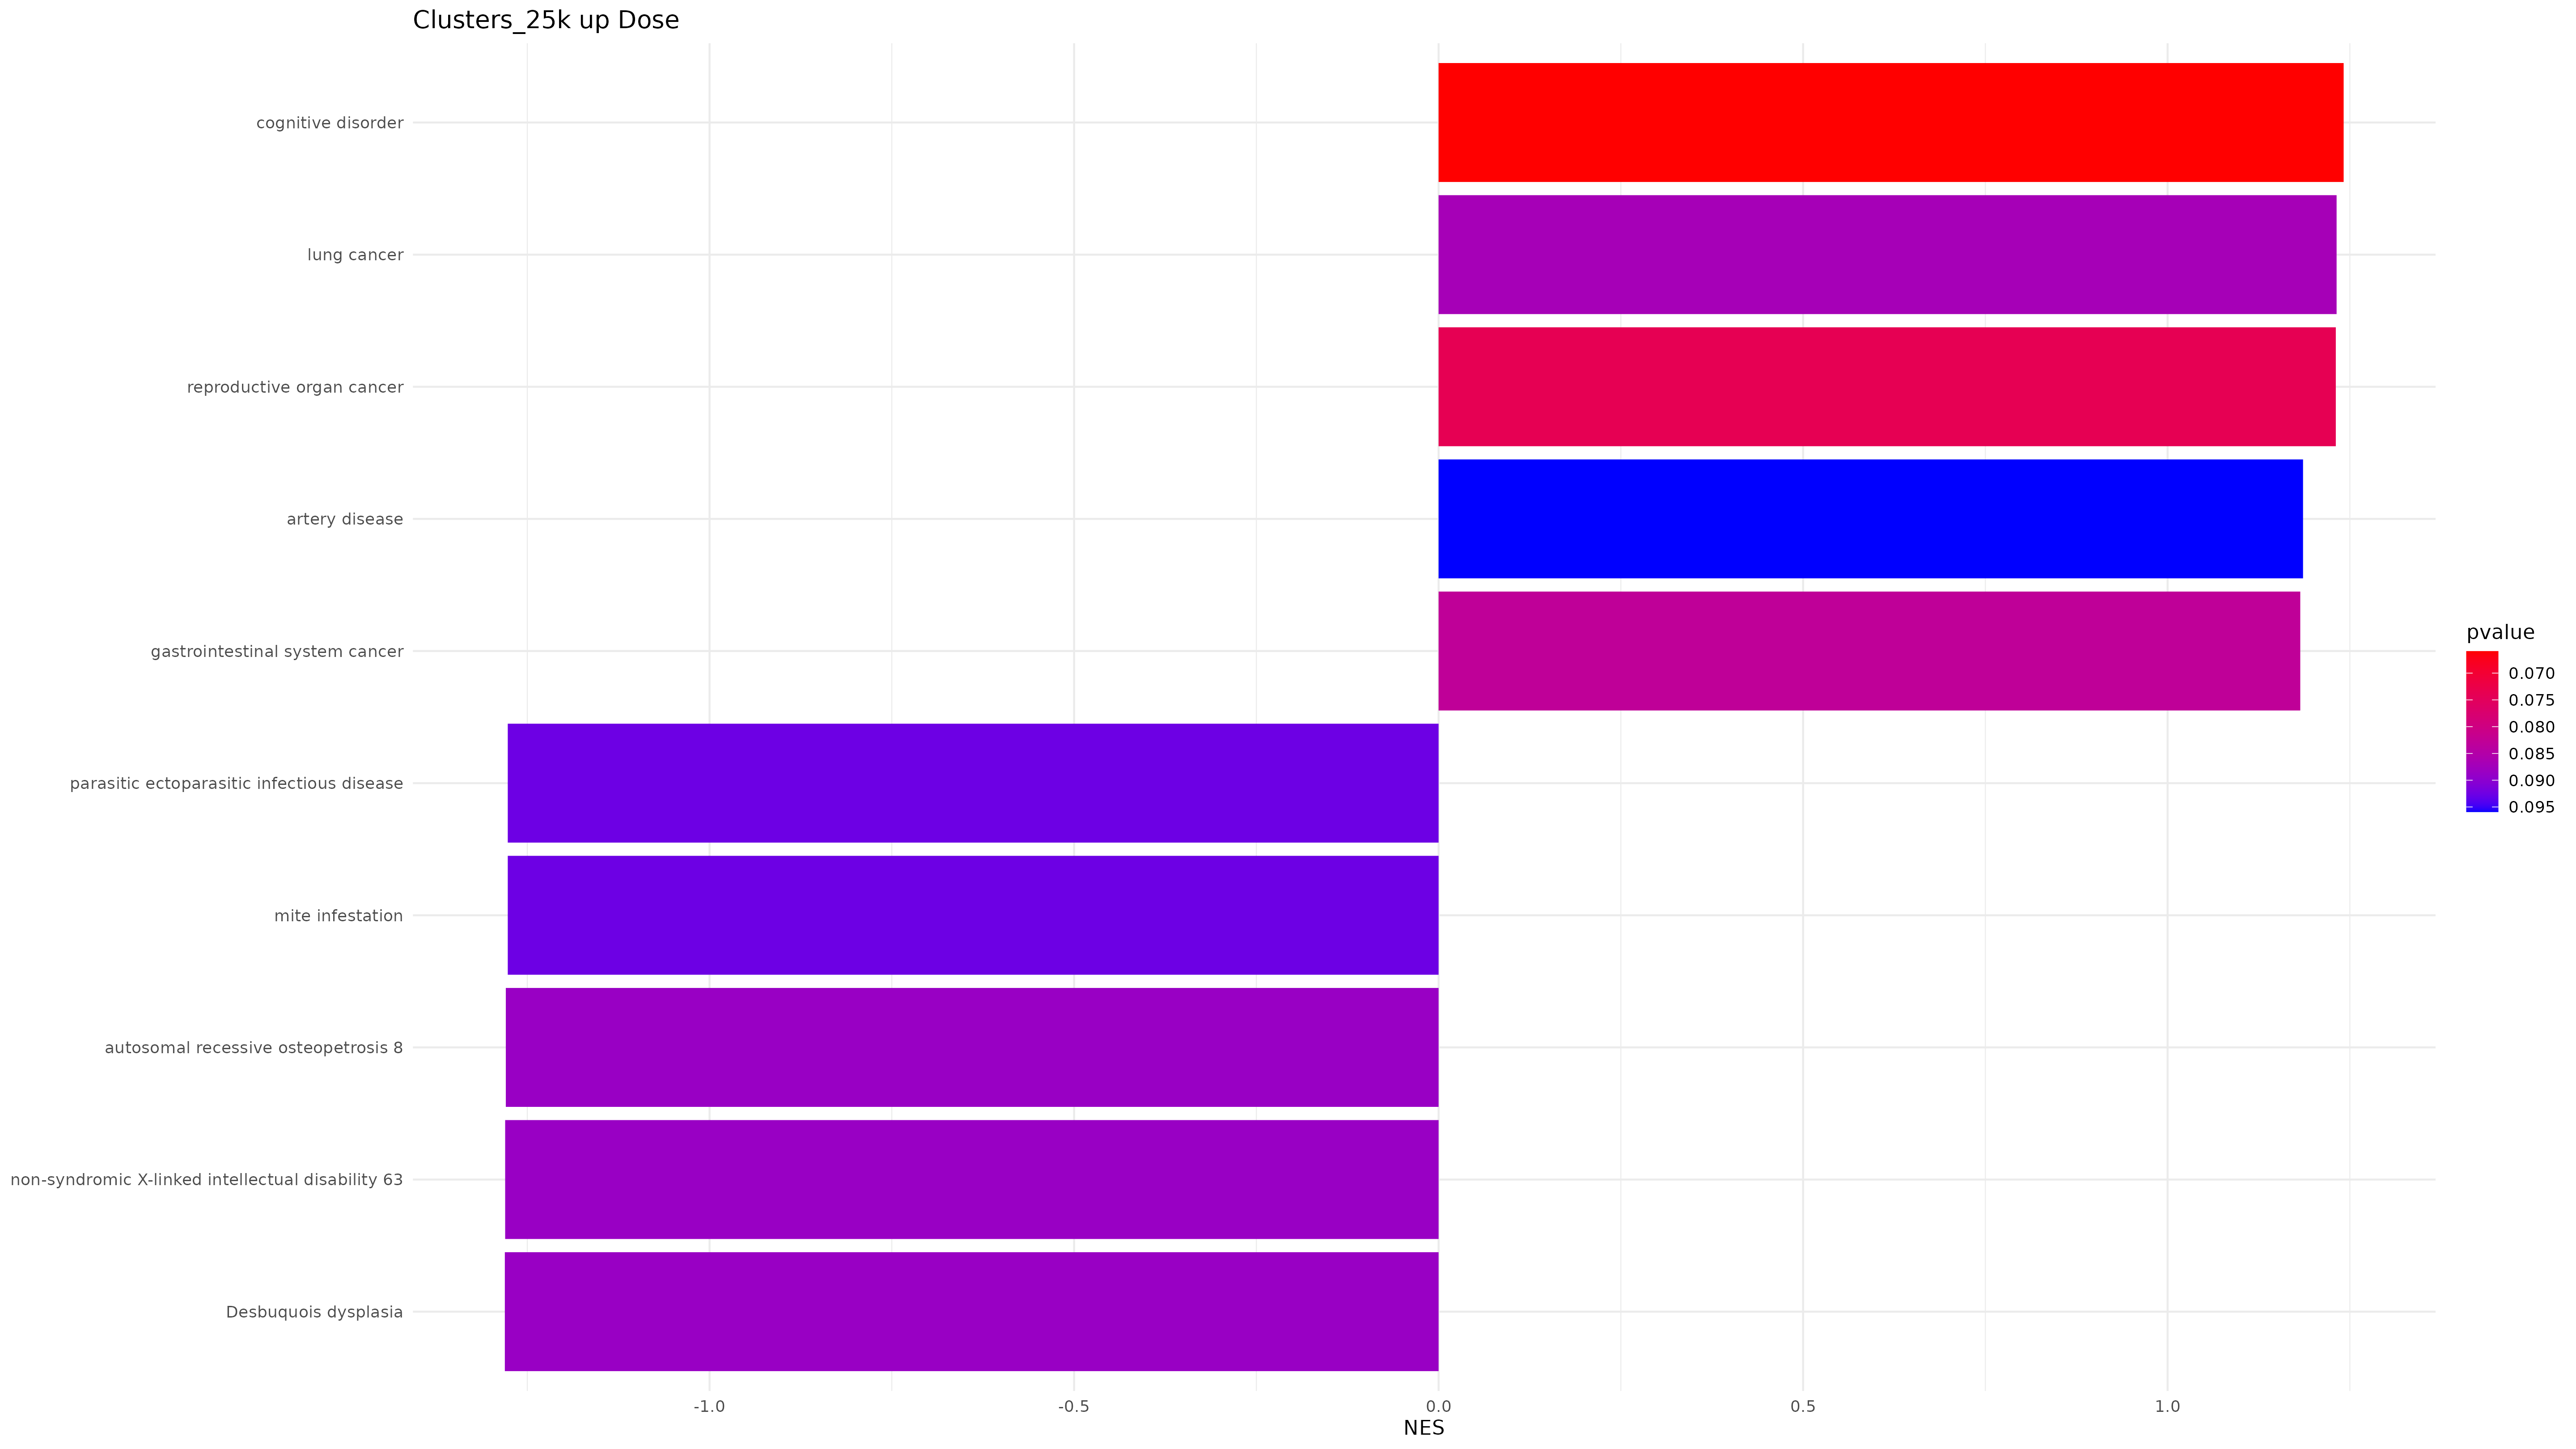 Clusters_25k up Dose
cognitive disorder
lung cancer
reproductive organ cancer
artery disease
gastrointestinal system cancer
parasitic ectoparasitic infectious disease
mite infestation
autosomal recessive osteopetrosis 8
non-syndromic X-linked intellectual disability 63
Desbuquois dysplasia
-1.0 -0.5 0.0 0.5 1.0
NES
pvalue
0.070
0.075
0.080
0.085
0.090
0.095